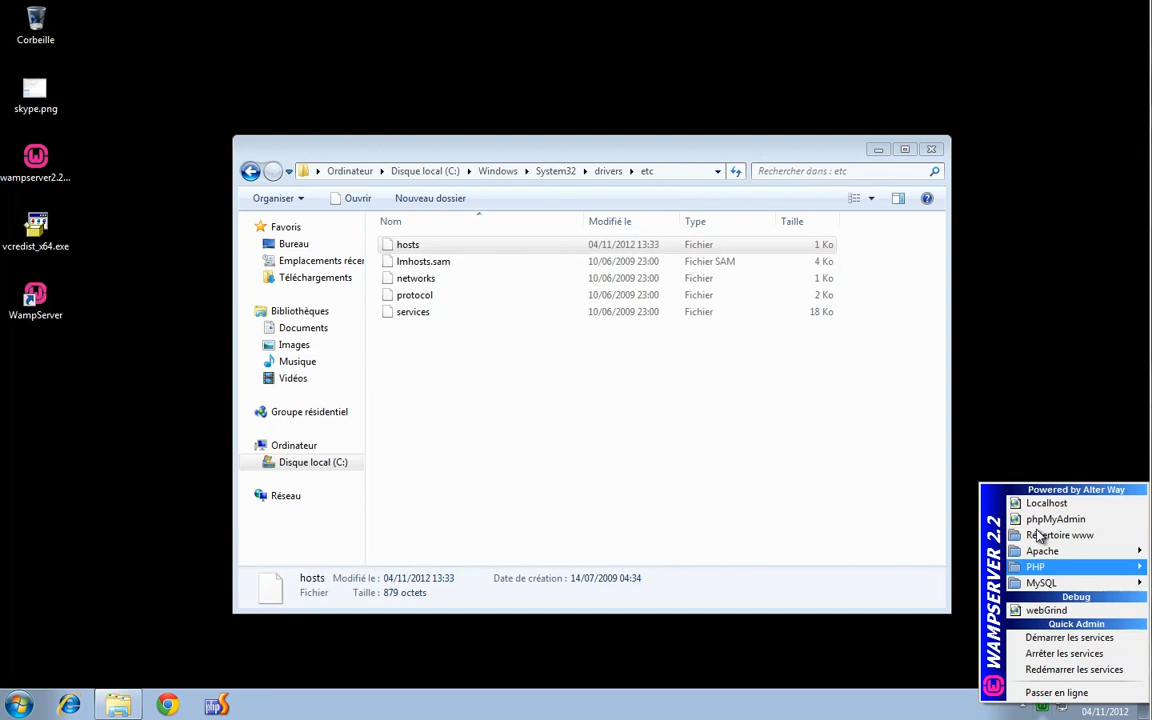 Corbeille
skype.png
wampserver2.2...
vcredist_x64.exe
WampServer
Ordinateur
Disque local (C:)
Windows
System32
drivers
etc
Rechercher dans : etc
Organiser
Ouvrir
Nouveau dossier
Nom
Modifié le
Type
Taille
hosts 04/11/2012 13:33 Fichier 1 Ko
lmhosts.sam 10/06/2009 23:00 Fichier SAM 4 Ko
networks 10/06/2009 23:00 Fichier 1 Ko
protocol 10/06/2009 23:00 Fichier 2 Ko
services 10/06/2009 23:00 Fichier 18 Ko
Favoris
Bureau
Emplacements récer
Téléchargements
Bibliothèques
Documents
Images
Musique
Vidéos
Groupe résidentiel
Ordinateur
Disque local (C:)
Réseau
hosts Modifié le : 04/11/2012 13:33 Date de création : 14/07/2009 04:34
Fichier Taille : 879 octets
WAMPSERVER 2.2
Powered by Alter Way
Localhost
phpMyAdmin
Répertoire www
Apache
PHP
MySQL
Debug
webGrind
Quick Admin
Démarrer les services
Arrêter les services
Redémarrer les services
Passer en ligne
php
04/11/2012